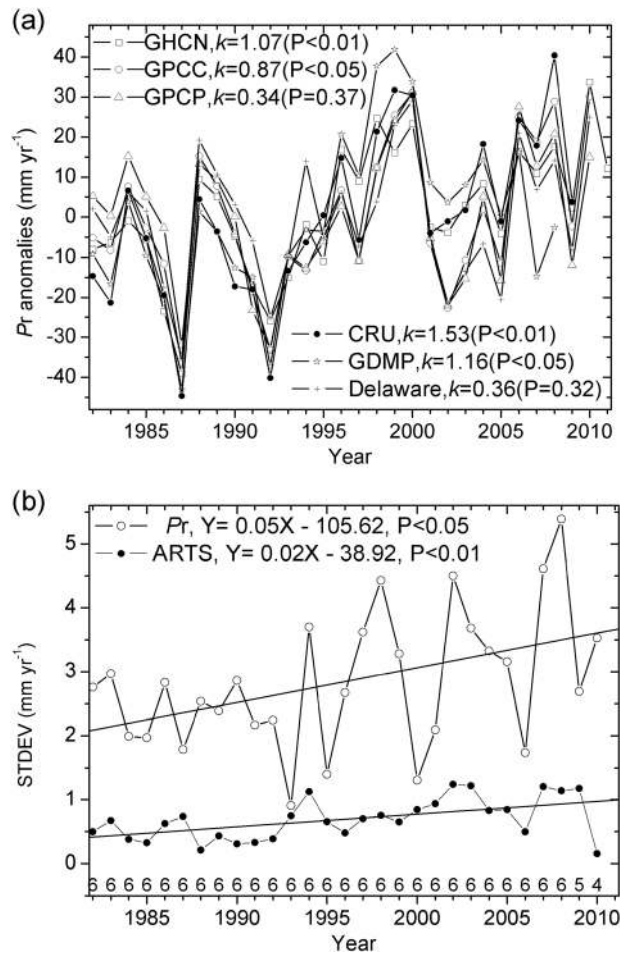 (a)
GHCN,k=1.07(P<0.01)
GPCC,k=0.87(P<0.05)
GPCP,k=0.34(P=0.37)
Pr anomalies (mm yr-1)
40
30
20
10
0
-10
-20
-30
-40
CRU,k=1.53(P<0.01)
GDMP,k=1.16(P<0.05)
Delaware,k=0.36(P=0.32)
1985 1990 1995 2000 2005 2010
Year
(b)
Pr, Y= 0.05X - 105.62, P<0.05
ARTS, Y= 0.02X - 38.92, P<0.01
STDEV (mm yr-1)
5
4
3
2
1
0
6 6 6 6 6 6 6 6 6 6 6 6 6 6 6 6 6 6 6 6 6 6 6 6 6 6 6 5 4
1985 1990 1995 2000 2005 2010
Year